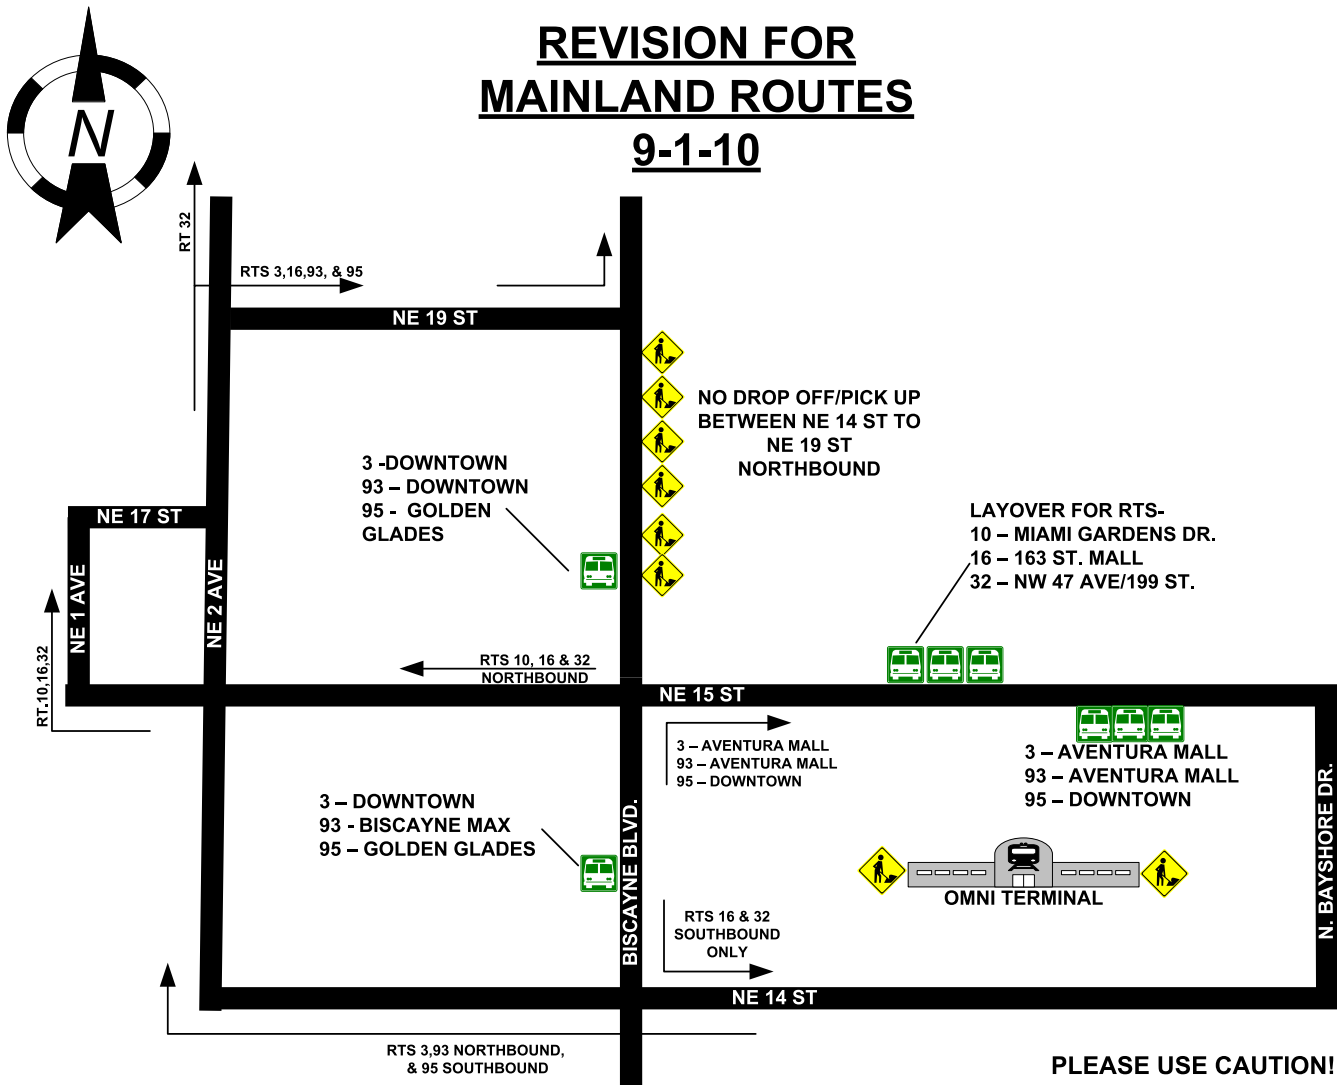 REVISION FOR
MAINLAND ROUTES
9-1-10
N
RT 32
RTS 3,16,93, & 95
NE 19 ST
NO DROP OFF/PICK UP
BETWEEN NE 14 ST TO
NE 19 ST
NORTHBOUND
3 -DOWNTOWN
93 – DOWNTOWN
95 - GOLDEN
GLADES
NE 17 ST
LAYOVER FOR RTS-
10 – MIAMI GARDENS DR.
16 – 163 ST. MALL
32 – NW 47 AVE/199 ST.
NE 1 AVE
NE 2 AVE
RT.10,16,32
RTS 10, 16 & 32
NORTHBOUND
NE 15 ST
3 – AVENTURA MALL
93 – AVENTURA MALL
95 – DOWNTOWN
3 – AVENTURA MALL
93 – AVENTURA MALL
95 – DOWNTOWN
3 – DOWNTOWN
93 - BISCAYNE MAX
95 – GOLDEN GLADES
BISCAYNE BLVD.
N. BAYSHORE DR.
OMNI TERMINAL
RTS 16 & 32
SOUTHBOUND
ONLY
NE 14 ST
RTS 3,93 NORTHBOUND,
& 95 SOUTHBOUND
PLEASE USE CAUTION!